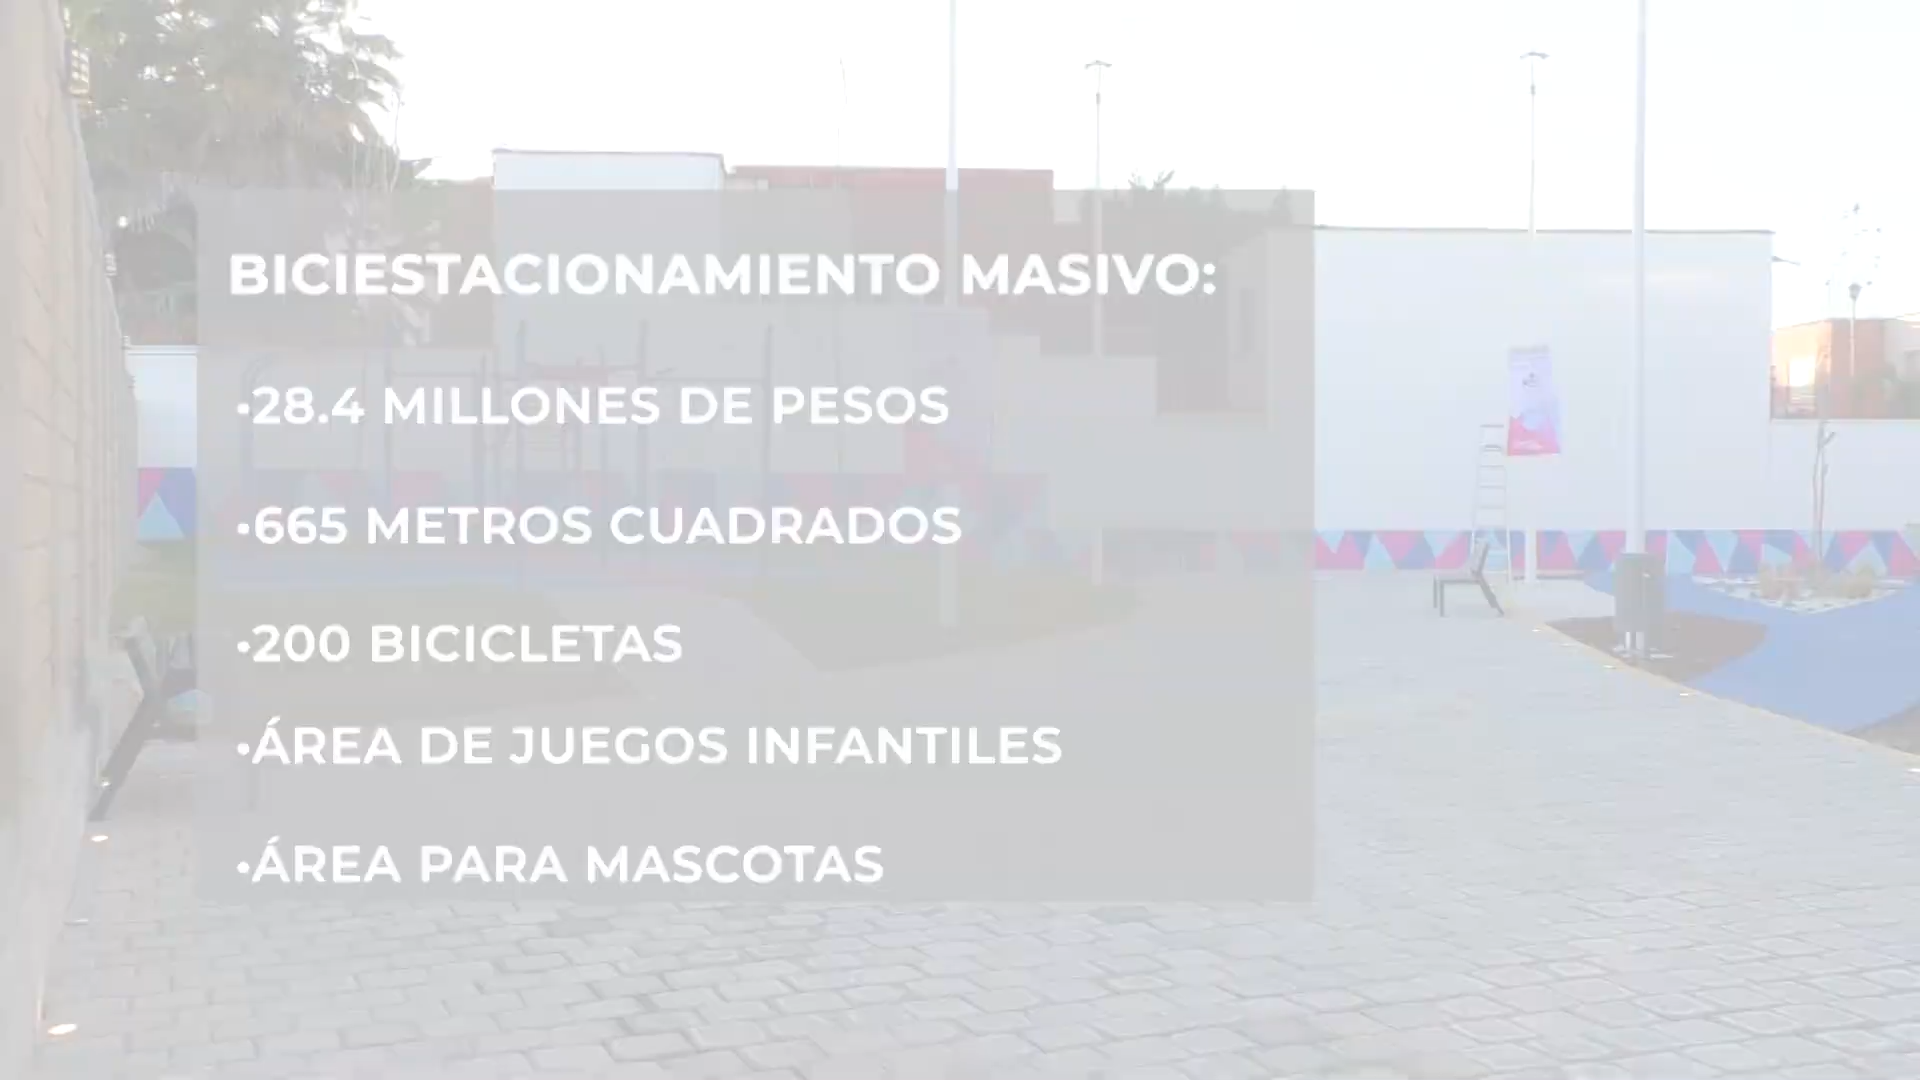 BICIESTACIONAMIENTO MASIVO:
•28.4 MILLONES DE PESOS
•665 METROS CUADRADOS
•200 BICICLETAS
•ÁREA DE JUEGOS INFANTILES
•ÁREA PARA MASCOTAS